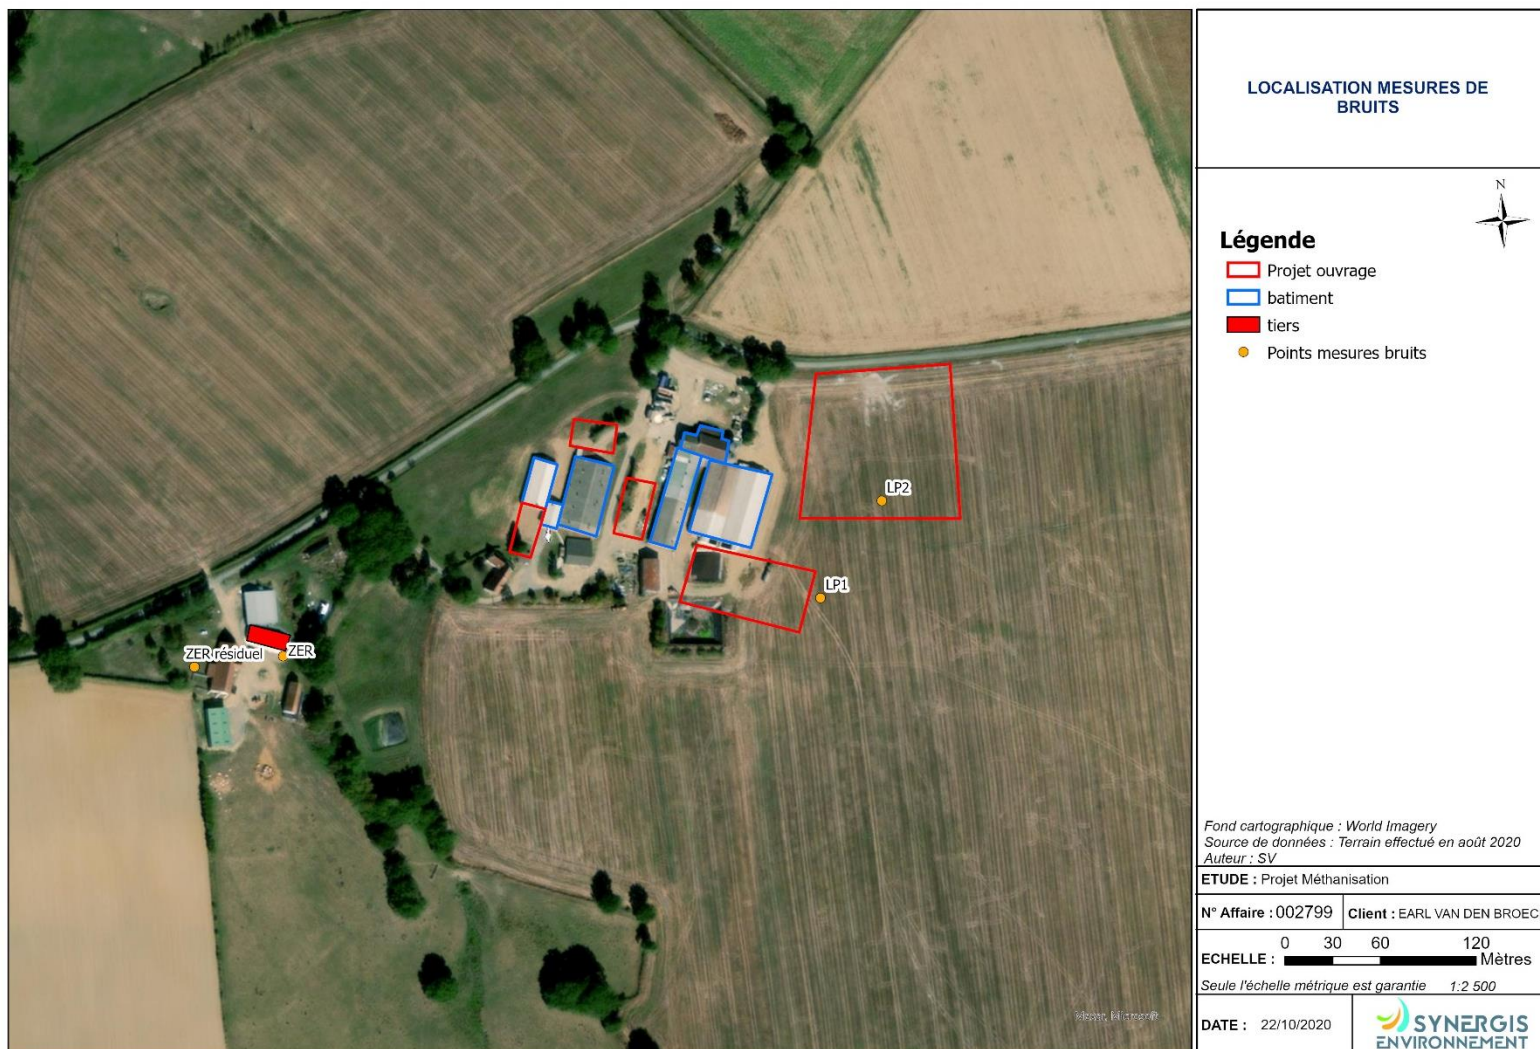 LOCALISATION MESURES DE
BRUITS
N
Légende
Projet ouvrage
batiment
tiers
Points mesures bruits
LP2
LP1
ZER résiduel
ZER
Maxar, Microsoft
Fond cartographique : World Imagery
Source de données : Terrain effectué en août 2020
Auteur : SV
ETUDE : Projet Méthanisation
N° Affaire : 002799 Client : EARL VAN DEN BROEC
0 30 60 120
ECHELLE : Mètres
Seule l'échelle métrique est garantie 1:2 500
DATE : 22/10/2020
SYNERGIS
ENVIRONNEMENT